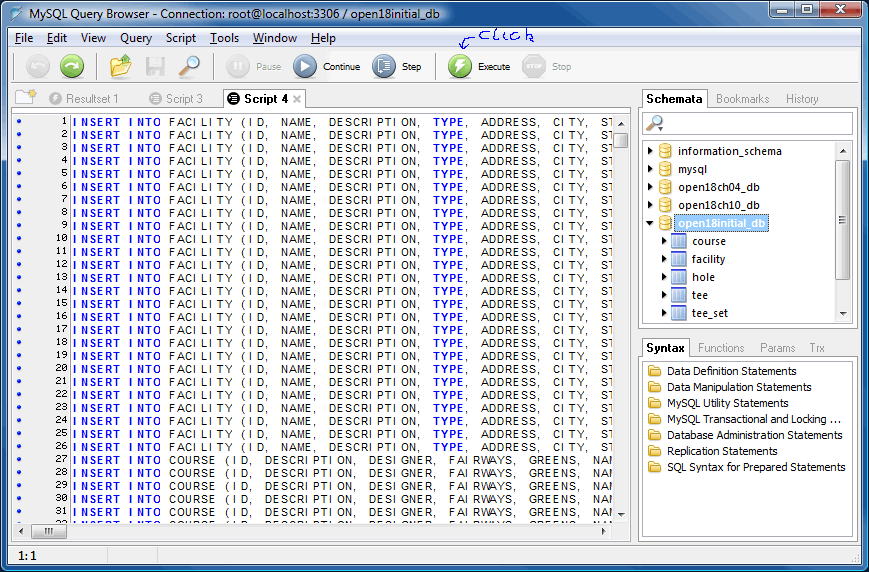 MySQL Query Browser - Connection: root@localhost:3306 / open18initial_db
File Edit View Query Script Tools Window Help
click
Pause Continue Step Execute Stop
Resultset 1 Script 3 Script 4
1 INSERT INTO FACILITY (ID, NAME, DESCRIPTION, TYPE, ADDRESS, CITY, ST
2 INSERT INTO FACILITY (ID, NAME, DESCRIPTION, TYPE, ADDRESS, CITY, ST
3 INSERT INTO FACILITY (ID, NAME, DESCRIPTION, TYPE, ADDRESS, CITY, ST
4 INSERT INTO FACILITY (ID, NAME, DESCRIPTION, TYPE, ADDRESS, CITY, ST
5 INSERT INTO FACILITY (ID, NAME, DESCRIPTION, TYPE, ADDRESS, CITY, ST
6 INSERT INTO FACILITY (ID, NAME, DESCRIPTION, TYPE, ADDRESS, CITY, ST
7 INSERT INTO FACILITY (ID, NAME, DESCRIPTION, TYPE, ADDRESS, CITY, ST
8 INSERT INTO FACILITY (ID, NAME, DESCRIPTION, TYPE, ADDRESS, CITY, ST
9 INSERT INTO FACILITY (ID, NAME, DESCRIPTION, TYPE, ADDRESS, CITY, ST
10 INSERT INTO FACILITY (ID, NAME, DESCRIPTION, TYPE, ADDRESS, CITY, ST
11 INSERT INTO FACILITY (ID, NAME, DESCRIPTION, TYPE, ADDRESS, CITY, ST
12 INSERT INTO FACILITY (ID, NAME, DESCRIPTION, TYPE, ADDRESS, CITY, ST
13 INSERT INTO FACILITY (ID, NAME, DESCRIPTION, TYPE, ADDRESS, CITY, ST
14 INSERT INTO FACILITY (ID, NAME, DESCRIPTION, TYPE, ADDRESS, CITY, ST
15 INSERT INTO FACILITY (ID, NAME, DESCRIPTION, TYPE, ADDRESS, CITY, ST
16 INSERT INTO FACILITY (ID, NAME, DESCRIPTION, TYPE, ADDRESS, CITY, ST
17 INSERT INTO FACILITY (ID, NAME, DESCRIPTION, TYPE, ADDRESS, CITY, ST
18 INSERT INTO FACILITY (ID, NAME, DESCRIPTION, TYPE, ADDRESS, CITY, ST
19 INSERT INTO FACILITY (ID, NAME, DESCRIPTION, TYPE, ADDRESS, CITY, ST
20 INSERT INTO FACILITY (ID, NAME, DESCRIPTION, TYPE, ADDRESS, CITY, ST
21 INSERT INTO FACILITY (ID, NAME, DESCRIPTION, TYPE, ADDRESS, CITY, ST
22 INSERT INTO FACILITY (ID, NAME, DESCRIPTION, TYPE, ADDRESS, CITY, ST
23 INSERT INTO FACILITY (ID, NAME, DESCRIPTION, TYPE, ADDRESS, CITY, ST
24 INSERT INTO FACILITY (ID, NAME, DESCRIPTION, TYPE, ADDRESS, CITY, ST
25 INSERT INTO FACILITY (ID, NAME, DESCRIPTION, TYPE, ADDRESS, CITY, ST
26 INSERT INTO FACILITY (ID, NAME, DESCRIPTION, TYPE, ADDRESS, CITY, ST
27 INSERT INTO COURSE (ID, DESCRIPTION, DESIGNER, FAIRWAYS, GREENS, NAM
28 INSERT INTO COURSE (ID, DESCRIPTION, DESIGNER, FAIRWAYS, GREENS, NAM
29 INSERT INTO COURSE (ID, DESCRIPTION, DESIGNER, FAIRWAYS, GREENS, NAM
30 INSERT INTO COURSE (ID, DESCRIPTION, DESIGNER, FAIRWAYS, GREENS, NAM
31 INSERT INTO COURSE (ID, DESCRIPTION, DESIGNER, FAIRWAYS, GREENS, NAM
Schemata Bookmarks History
information_schema
mysql
open18ch04_db
open18ch10_db
open18initial_db
course
facility
hole
tee
tee_set
Syntax Functions Params Trx
Data Definition Statements
Data Manipulation Statements
MySQL Utility Statements
MySQL Transactional and Locking ...
Database Administration Statements
Replication Statements
SQL Syntax for Prepared Statements
1:1